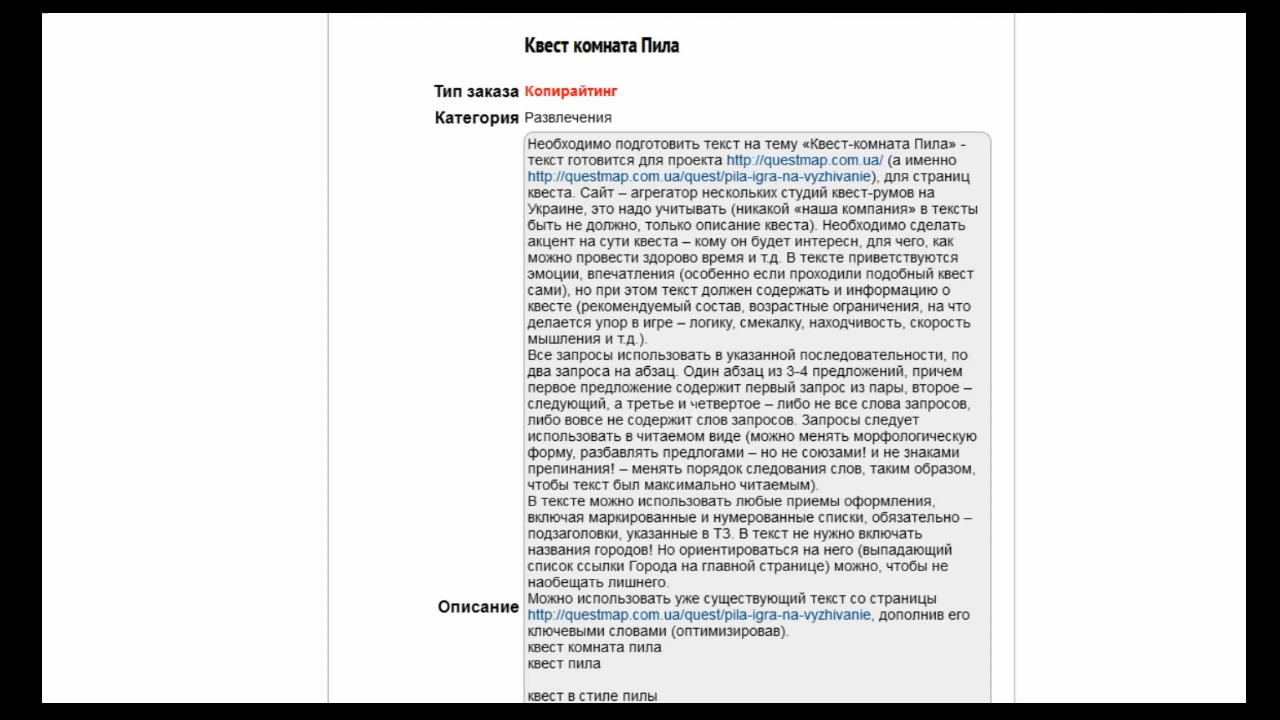 Квест комната Пила
Тип заказа Копирайтинг
Категория Развлечения
Необходимо подготовить текст на тему «Квест-комната Пила» -
текст готовится для проекта http://questmap.com.ua/ (а именно
http://questmap.com.ua/quest/pila-igra-na-vyzhivanie), для страниц
квеста. Сайт – агрегатор нескольких студий квест-румов на
Украине, это надо учитывать (никакой «наша компания» в тексты
быть не должно, только описание квеста). Необходимо сделать
акцент на сути квеста – кому он будет интересн, для чего, как
можно провести здорово время и т.д. В тексте приветствуются
эмоции, впечатления (особенно если проходили подобный квест
сами), но при этом текст должен содержать и информацию о
квесте (рекомендуемый состав, возрастные ограничения, на что
делается упор в игре – логику, смекалку, находчивость, скорость
мышления и т.д.).
Все запросы использовать в указанной последовательности, по
два запроса на абзац. Один абзац из 3-4 предложений, причем
первое предложение содержит первый запрос из пары, второе –
следующий, а третье и четвертое – либо не все слова запросов,
либо вовсе не содержит слов запросов. Запросы следует
использовать в читаемом виде (можно менять морфологическую
форму, разбавлять предлогами – но не союзами! и не знаками
препинания! – менять порядок следования слов, таким образом,
чтобы текст был максимально читаемым).
В тексте можно использовать любые приемы оформления,
включая маркированные и нумерованные списки, обязательно –
подзаголовки, указанные в ТЗ. В текст не нужно включать
названия городов! Но ориентироваться на него (выпадающий
список ссылки Города на главной странице) можно, чтобы не
наобещать лишнего.
Можно использовать уже существующий текст со страницы
Описание http://questmap.com.ua/quest/pila-igra-na-vyzhivanie, дополнив его
ключевыми словами (оптимизировав).
квест комната пила
квест пила
квест в стиле пилы